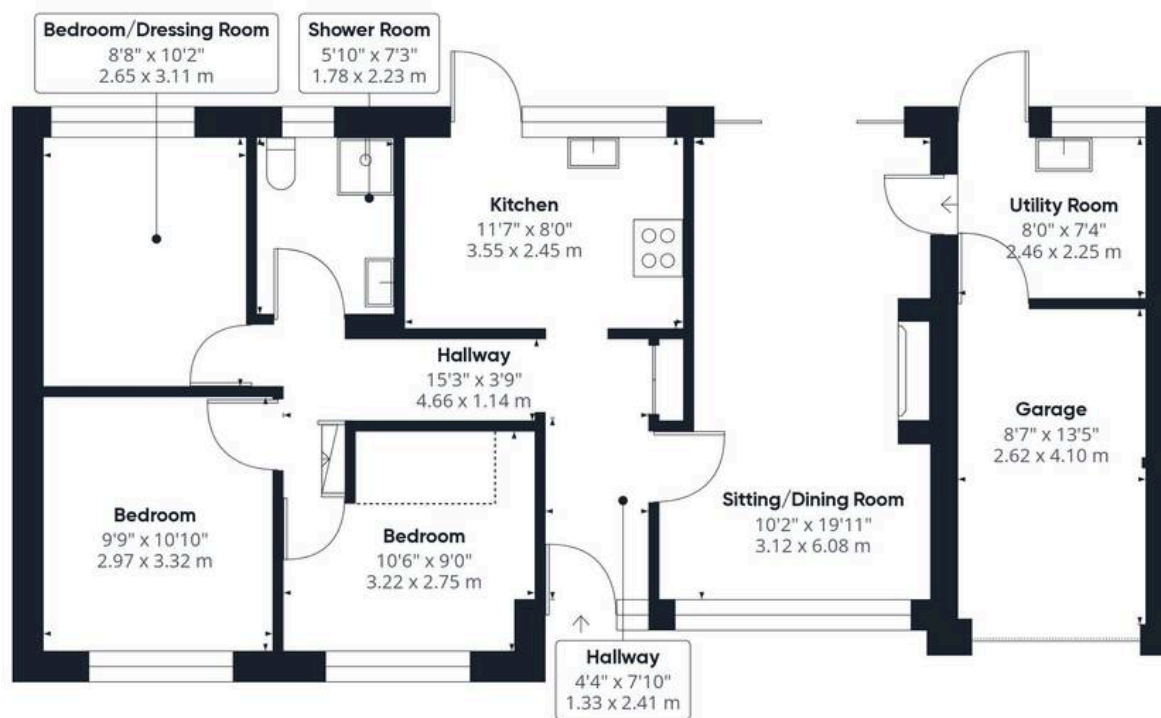 Bedroom/Dressing Room
8'8" x 10'2"
2.65 x 3.11 m
Shower Room
5'10" x 7'3"
1.78 x 2.23 m
Kitchen
11'7" x 8'0"
3.55 x 2.45 m
Utility Room
8'0" x 7'4"
2.46 x 2.25 m
Hallway
15'3" x 3'9"
4.66 x 1.14 m
Garage
8'7" x 13'5"
2.62 x 4.10 m
Sitting/Dining Room
10'2" x 19'11"
3.12 x 6.08 m
Bedroom
9'9" x 10'10"
2.97 x 3.32 m
Bedroom
10'6" x 9'0"
3.22 x 2.75 m
Hallway
4'4" x 7'10"
1.33 x 2.41 m